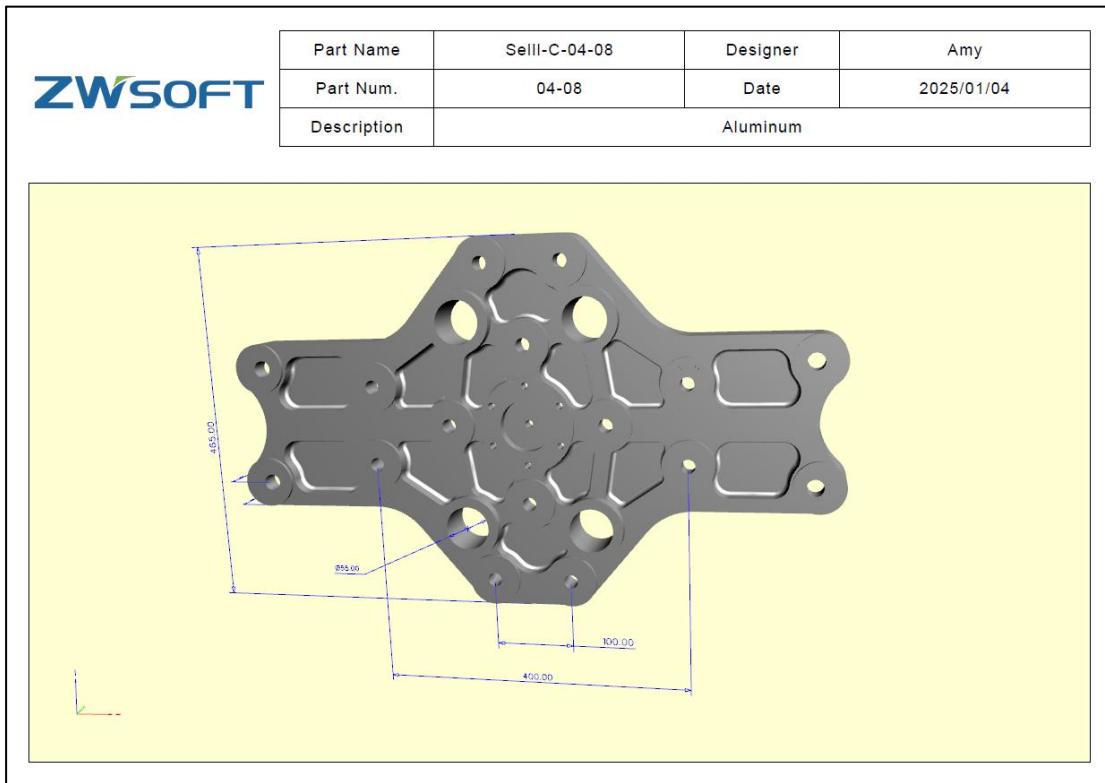 ZWSOFT
Part Name SelII-C-04-08 Designer Amy
Part Num. 04-08 Date 2025/01/04
Description Aluminum
465.00
Ø55.00
100.00
400.00